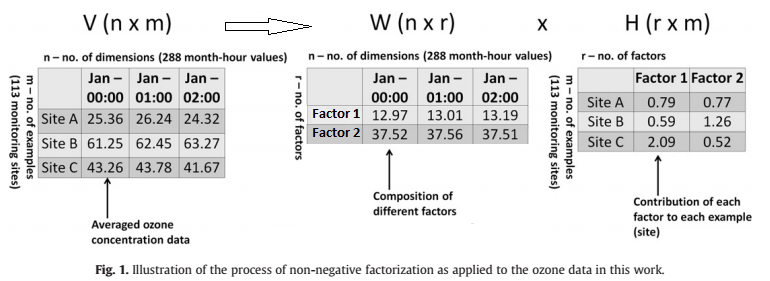 V (n x m) W (n x r) x H (r x m)
n – no. of dimensions (288 month-hour values)
m – no. of examples
(113 monitoring sites)
Jan – Jan – Jan –
00:00 01:00 02:00
Site A 25.36 26.24 24.32
Site B 61.25 62.45 63.27
Site C 43.26 43.78 41.67
Averaged ozone
concentration data
n – no. of dimensions (288 month-hour values)
r – no. of factors
Jan – Jan – Jan –
00:00 01:00 02:00
Factor 1 12.97 13.01 13.19
Factor 2 37.52 37.56 37.51
Composition of
different factors
r – no. of factors
m – no. of examples
(113 monitoring sites)
Factor 1 Factor 2
Site A 0.79 0.77
Site B 0.59 1.26
Site C 2.09 0.52
Contribution of each
factor to each example
(site)
Fig. 1. Illustration of the process of non-negative factorization as applied to the ozone data in this work.